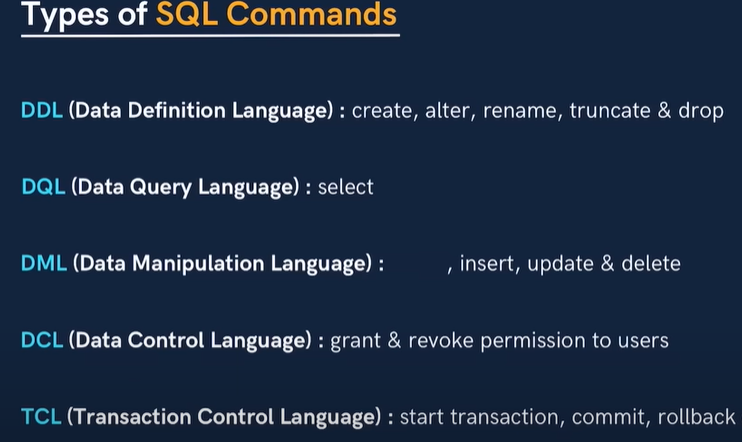 Types of SQL Commands
DDL (Data Definition Language) : create, alter, rename, truncate & drop
DQL (Data Query Language) : select
DML (Data Manipulation Language) : , insert, update & delete
DCL (Data Control Language) : grant & revoke permission to users
TCL (Transaction Control Language) : start transaction, commit, rollback